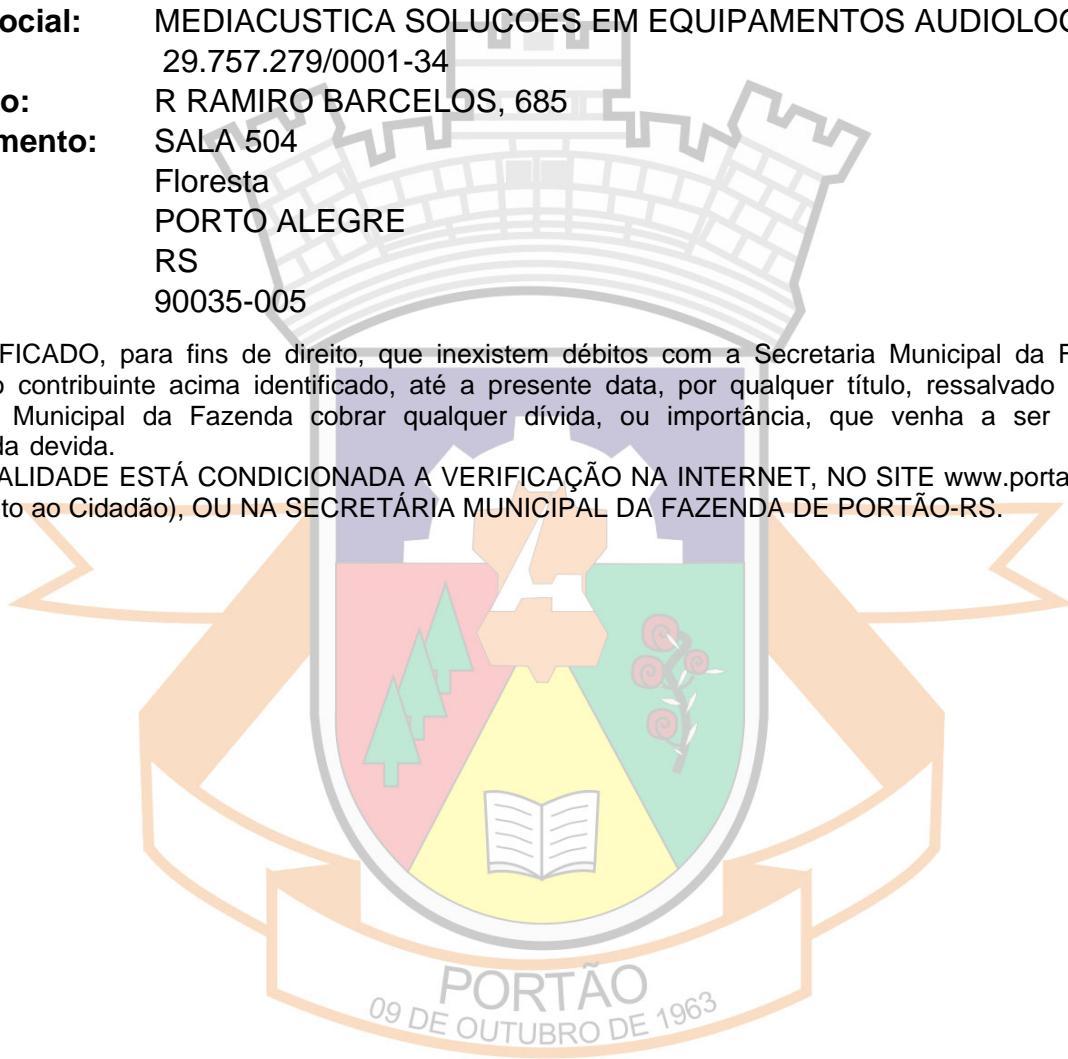 ocial: MEDIACUSTICA SOLUCOES EM EQUIPAMENTOS AUDIOLOG
29.757.279/0001-34
o: R RAMIRO BARCELOS, 685
mento: SALA 504
Floresta
PORTO ALEGRE
RS
90035-005
FICADO, para fins de direito, que inexistem débitos com a Secretaria Municipal da F
o contribuinte acima identificado, até a presente data, por qualquer título, ressalvado
Municipal da Fazenda cobrar qualquer dívida, ou importância, que venha a ser
da devida.
ALIDADE ESTÁ CONDICIONADA A VERIFICAÇÃO NA INTERNET, NO SITE www.porta
to ao Cidadão), OU NA SECRETÁRIA MUNICIPAL DA FAZENDA DE PORTÃO-RS.
PORTÃO
09 DE OUTUBRO DE 1963